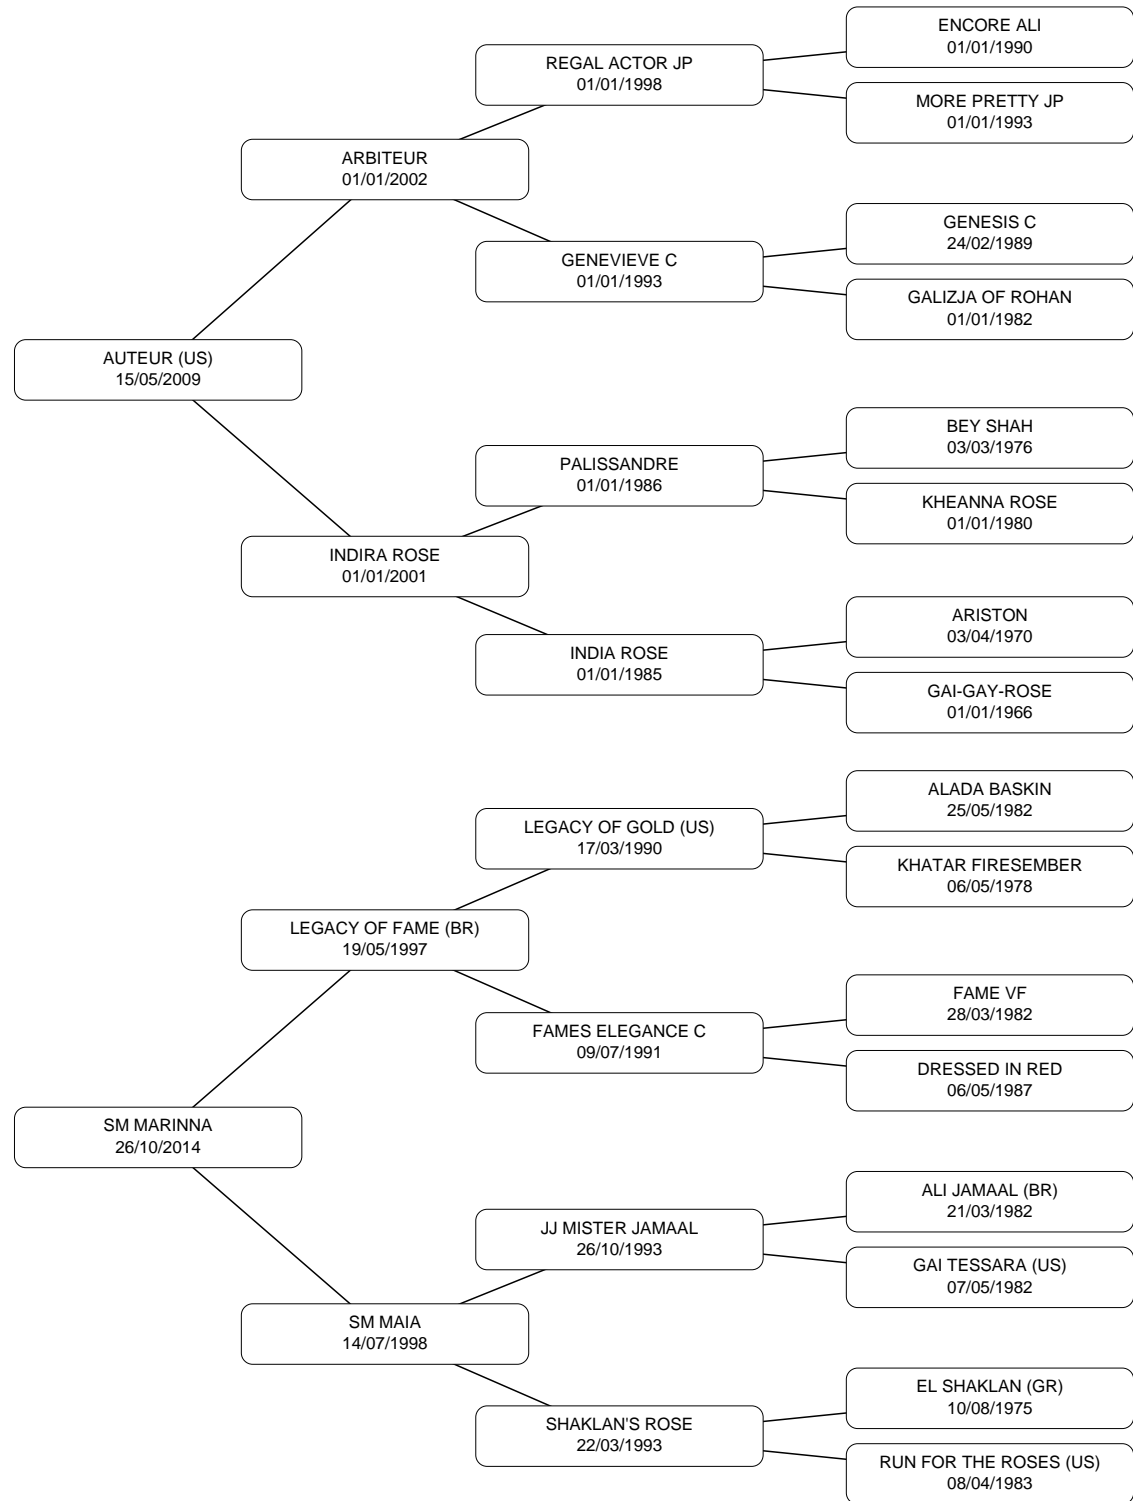 ENCORE ALI
01/01/1990
REGAL ACTOR JP
01/01/1998
MORE PRETTY JP
01/01/1993
ARBITEUR
01/01/2002
GENESIS C
24/02/1989
GENEVIEVE C
01/01/1993
GALIZJA OF ROHAN
01/01/1982
AUTEUR (US)
15/05/2009
BEY SHAH
03/03/1976
PALISSANDRE
01/01/1986
KHEANNA ROSE
01/01/1980
INDIRA ROSE
01/01/2001
ARISTON
03/04/1970
INDIA ROSE
01/01/1985
GAI-GAY-ROSE
01/01/1966
ALADA BASKIN
25/05/1982
LEGACY OF GOLD (US)
17/03/1990
KHATAR FIRESEMBER
06/05/1978
LEGACY OF FAME (BR)
19/05/1997
FAME VF
28/03/1982
FAMES ELEGANCE C
09/07/1991
DRESSED IN RED
06/05/1987
SM MARINNA
26/10/2014
ALI JAMAAL (BR)
21/03/1982
JJ MISTER JAMAAL
26/10/1993
GAI TESSARA (US)
07/05/1982
SM MAIA
14/07/1998
EL SHAKLAN (GR)
10/08/1975
SHAKLAN'S ROSE
22/03/1993
RUN FOR THE ROSES (US)
08/04/1983